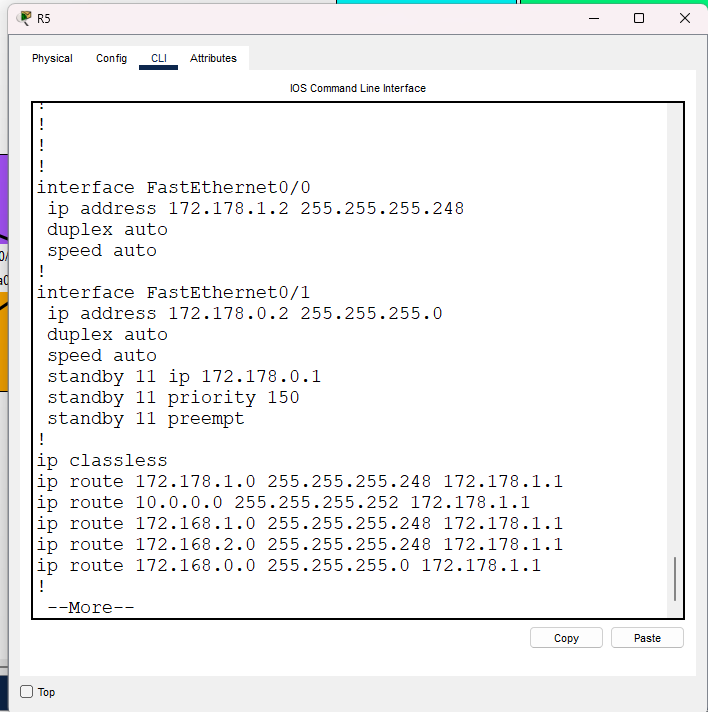 R5
Physical Config CLI Attributes
IOS Command Line Interface
!
!
!
!
interface FastEthernet0/0
ip address 172.178.1.2 255.255.255.248
duplex auto
speed auto
!
interface FastEthernet0/1
ip address 172.178.0.2 255.255.255.0
duplex auto
speed auto
standby 11 ip 172.178.0.1
standby 11 priority 150
standby 11 preempt
!
ip classless
ip route 172.178.1.0 255.255.255.248 172.178.1.1
ip route 10.0.0.0 255.255.255.252 172.178.1.1
ip route 172.168.1.0 255.255.255.248 172.178.1.1
ip route 172.168.2.0 255.255.255.248 172.178.1.1
ip route 172.168.0.0 255.255.255.0 172.178.1.1
!
--More--
Copy Paste
Top